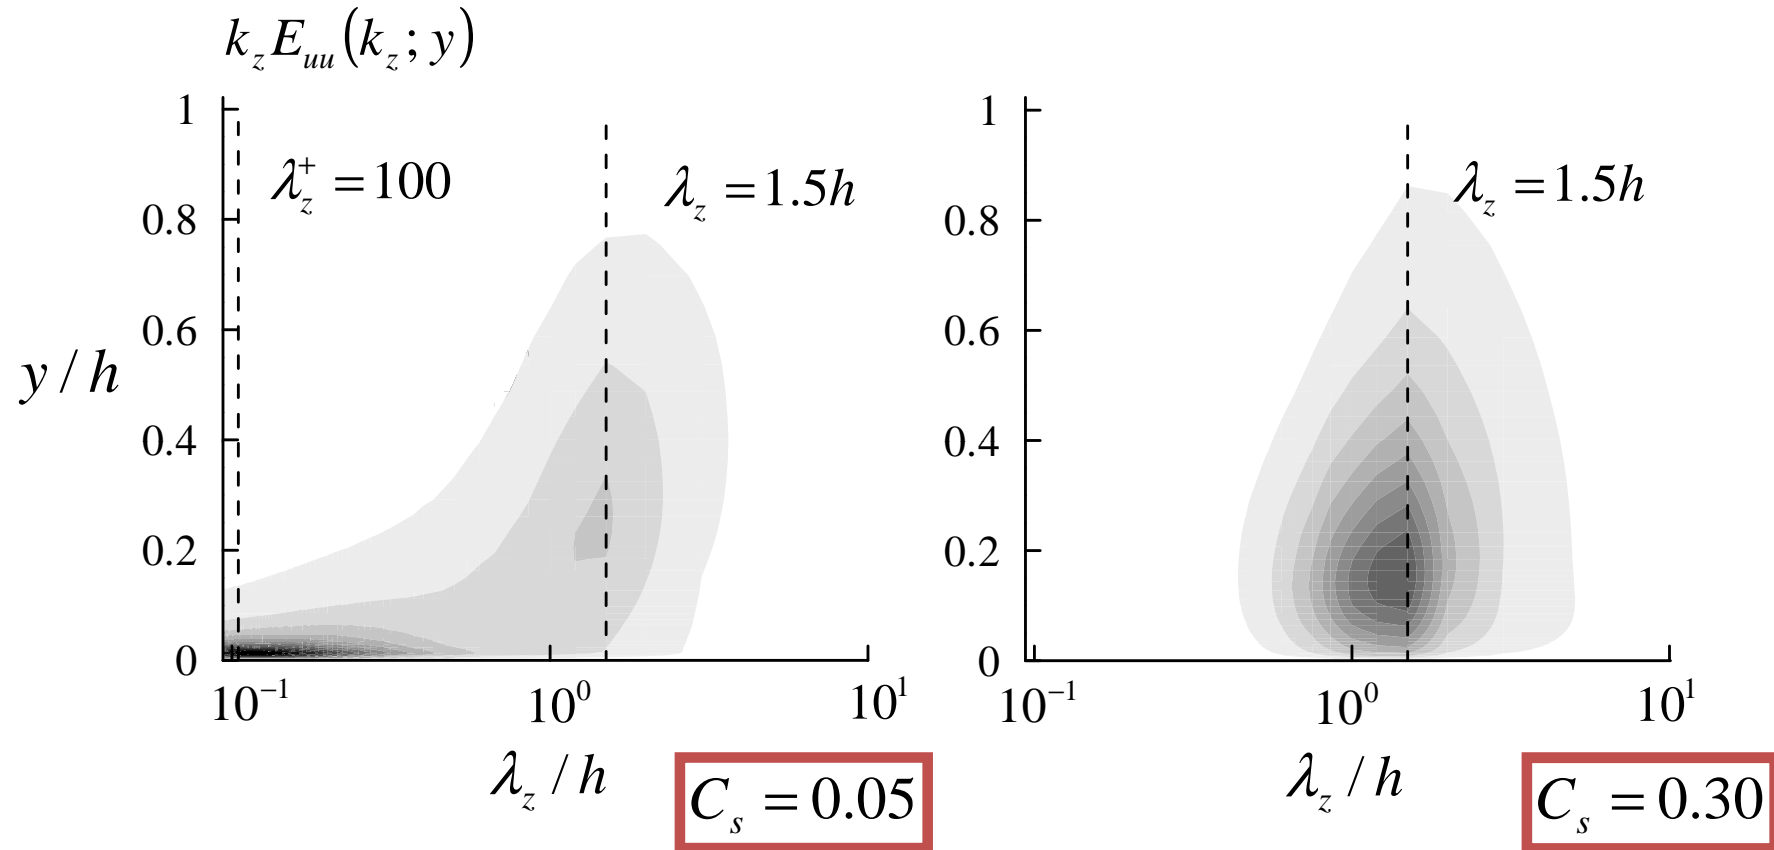 k_z E_uu (k_z ; y)
1
λ_z^+ = 100
λ_z = 1.5h
0.8
0.6
y / h
0.4
0.2
0
10^−1
10^0
10^1
λ_z / h
C_s = 0.05
1
λ_z = 1.5h
0.8
0.6
0.4
0.2
0
10^−1
10^0
10^1
λ_z / h
C_s = 0.30